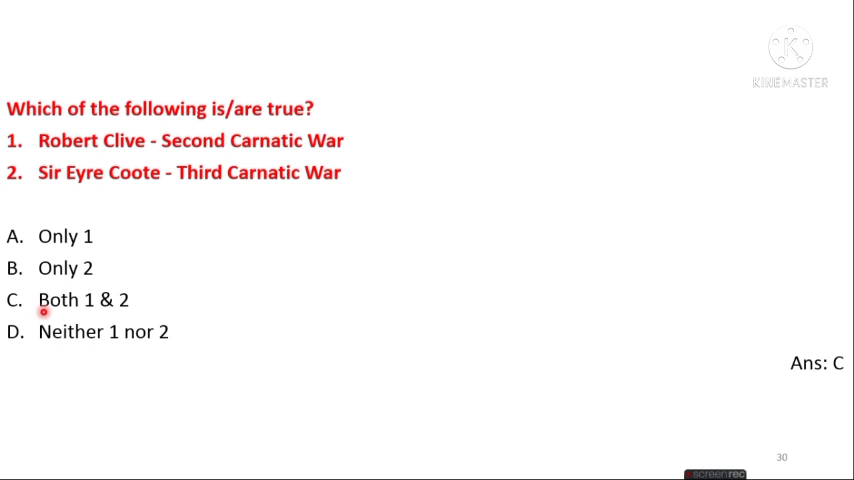 KINEMASTER
Which of the following is/are true?
1. Robert Clive - Second Carnatic War
2. Sir Eyre Coote - Third Carnatic War
A. Only 1
B. Only 2
C. Both 1 & 2
D. Neither 1 nor 2
Ans: C
30
screenrec